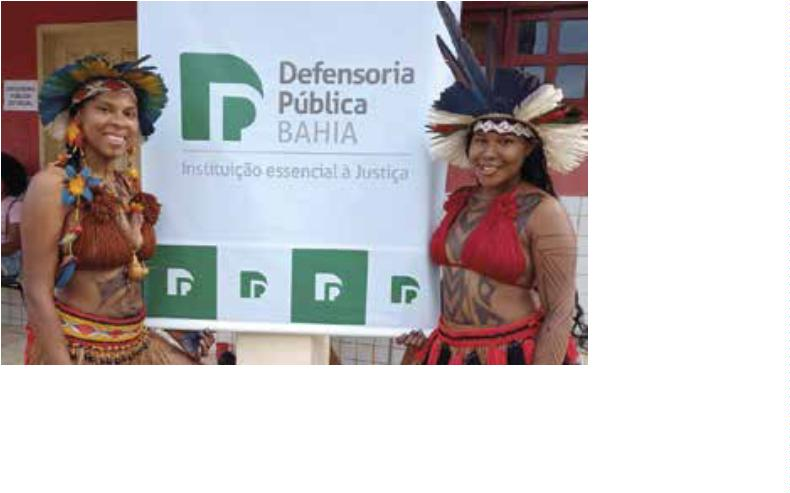 Defensoria
Pública
BAHIA
Instituição essencial à Justiça